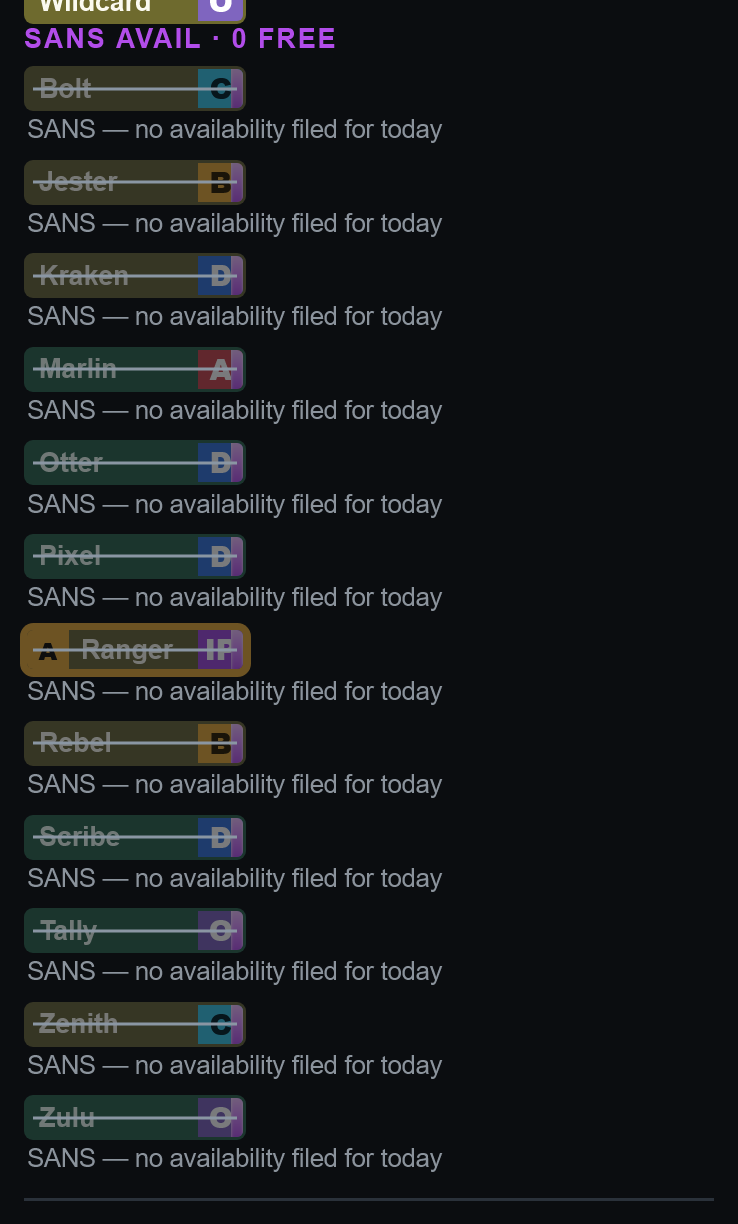 Wildcard O
SANS AVAIL · 0 FREE
Bolt C
SANS — no availability filed for today
Jester B
SANS — no availability filed for today
Kraken D
SANS — no availability filed for today
Marlin A
SANS — no availability filed for today
Otter D
SANS — no availability filed for today
Pixel D
SANS — no availability filed for today
A Ranger IP
SANS — no availability filed for today
Rebel B
SANS — no availability filed for today
Scribe D
SANS — no availability filed for today
Tally O
SANS — no availability filed for today
Zenith C
SANS — no availability filed for today
Zulu O
SANS — no availability filed for today